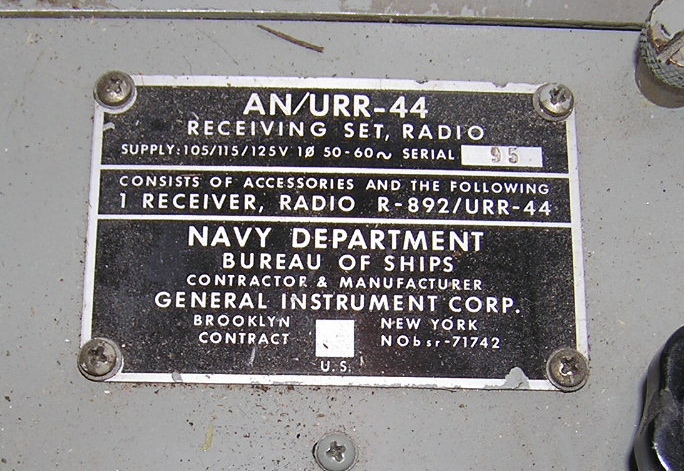 AN/URR-44
RECEIVING SET, RADIO
SUPPLY:105/115/125V 1Ø 50-60~ SERIAL 95
CONSISTS OF ACCESSORIES AND THE FOLLOWING
1 RECEIVER, RADIO R-892/URR-44
NAVY DEPARTMENT
BUREAU OF SHIPS
CONTRACTOR & MANUFACTURER
GENERAL INSTRUMENT CORP.
BROOKLYN NEW YORK
CONTRACT NObsr-71742
U.S.